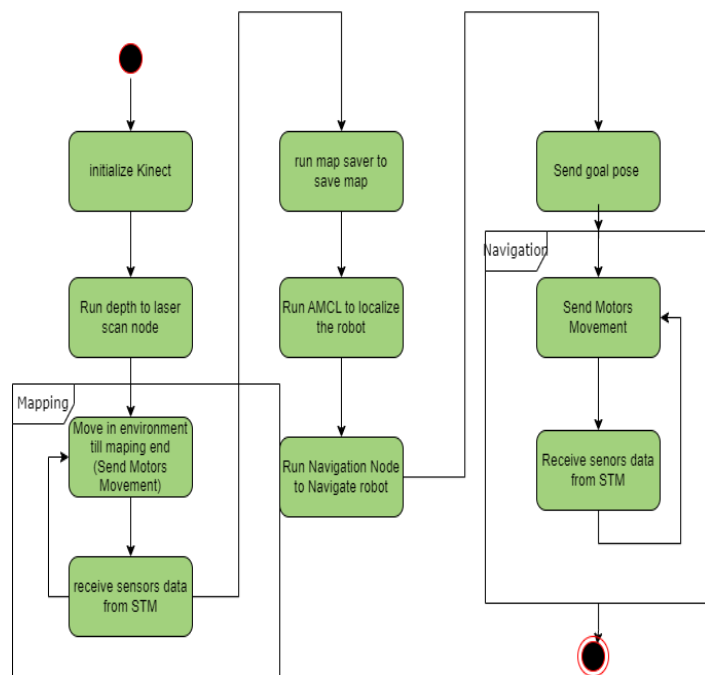 initialize Kinect
Run depth to laser
scan node
Mapping
Move in environment
till maping end
(Send Motors
Movement)
receive sensors data
from STM
run map saver to
save map
Run AMCL to localize
the robot
Run Navigation Node
to Navigate robot
Send goal pose
Navigation
Send Motors
Movement
Receive senors data
from STM